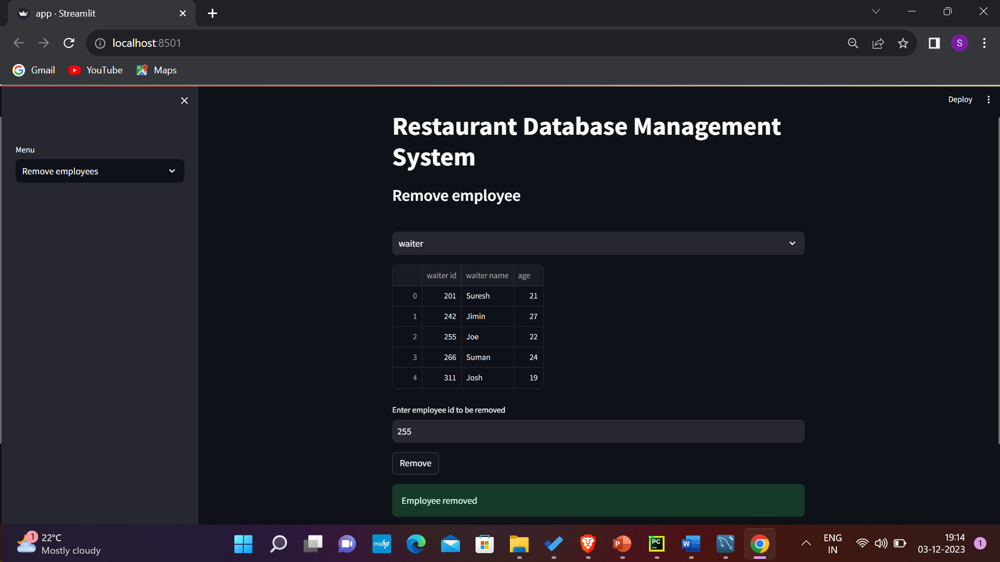 app · Streamlit
localhost:8501
S
Gmail
YouTube
Maps
Deploy
Menu
Remove employees
Restaurant Database Management
System
Remove employee
waiter
waiter id waiter name age
0 201 Suresh 21
1 242 Jimin 27
2 255 Joe 22
3 266 Suman 24
4 311 Josh 19
Enter employee id to be removed
255
Remove
Employee removed
1
22°C
Mostly cloudy
myhp
P
PC
W
ENG
IN
19:14
03-12-2023
1